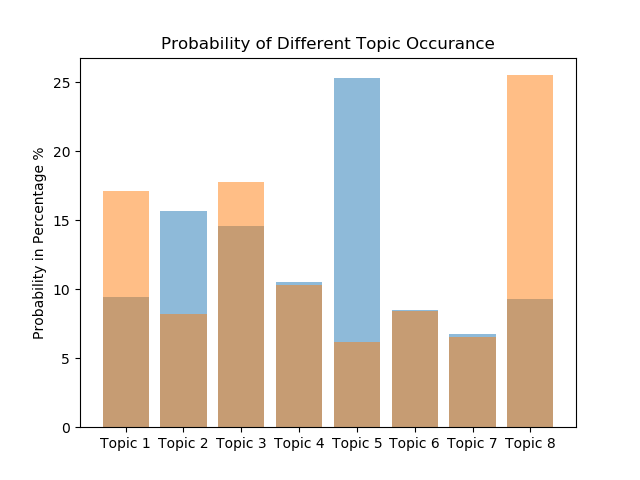 Probability of Different Topic Occurance
Probability in Percentage %
25
20
15
10
5
0
Topic 1 Topic 2 Topic 3 Topic 4 Topic 5 Topic 6 Topic 7 Topic 8